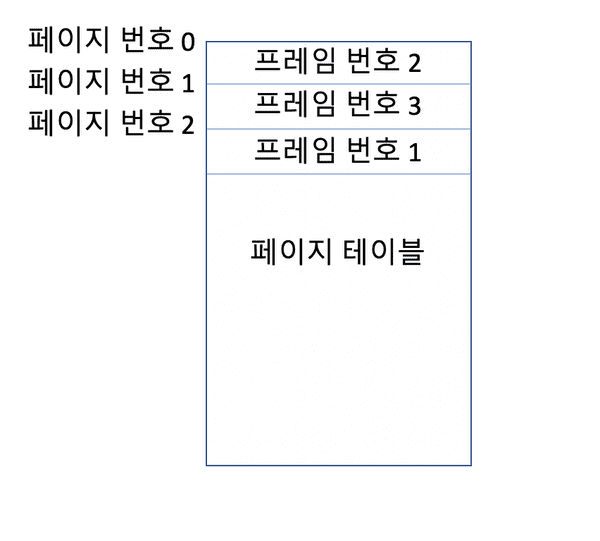 페이지 번호 0
프레임 번호 2
페이지 번호 1
프레임 번호 3
페이지 번호 2
프레임 번호 1
페이지 테이블